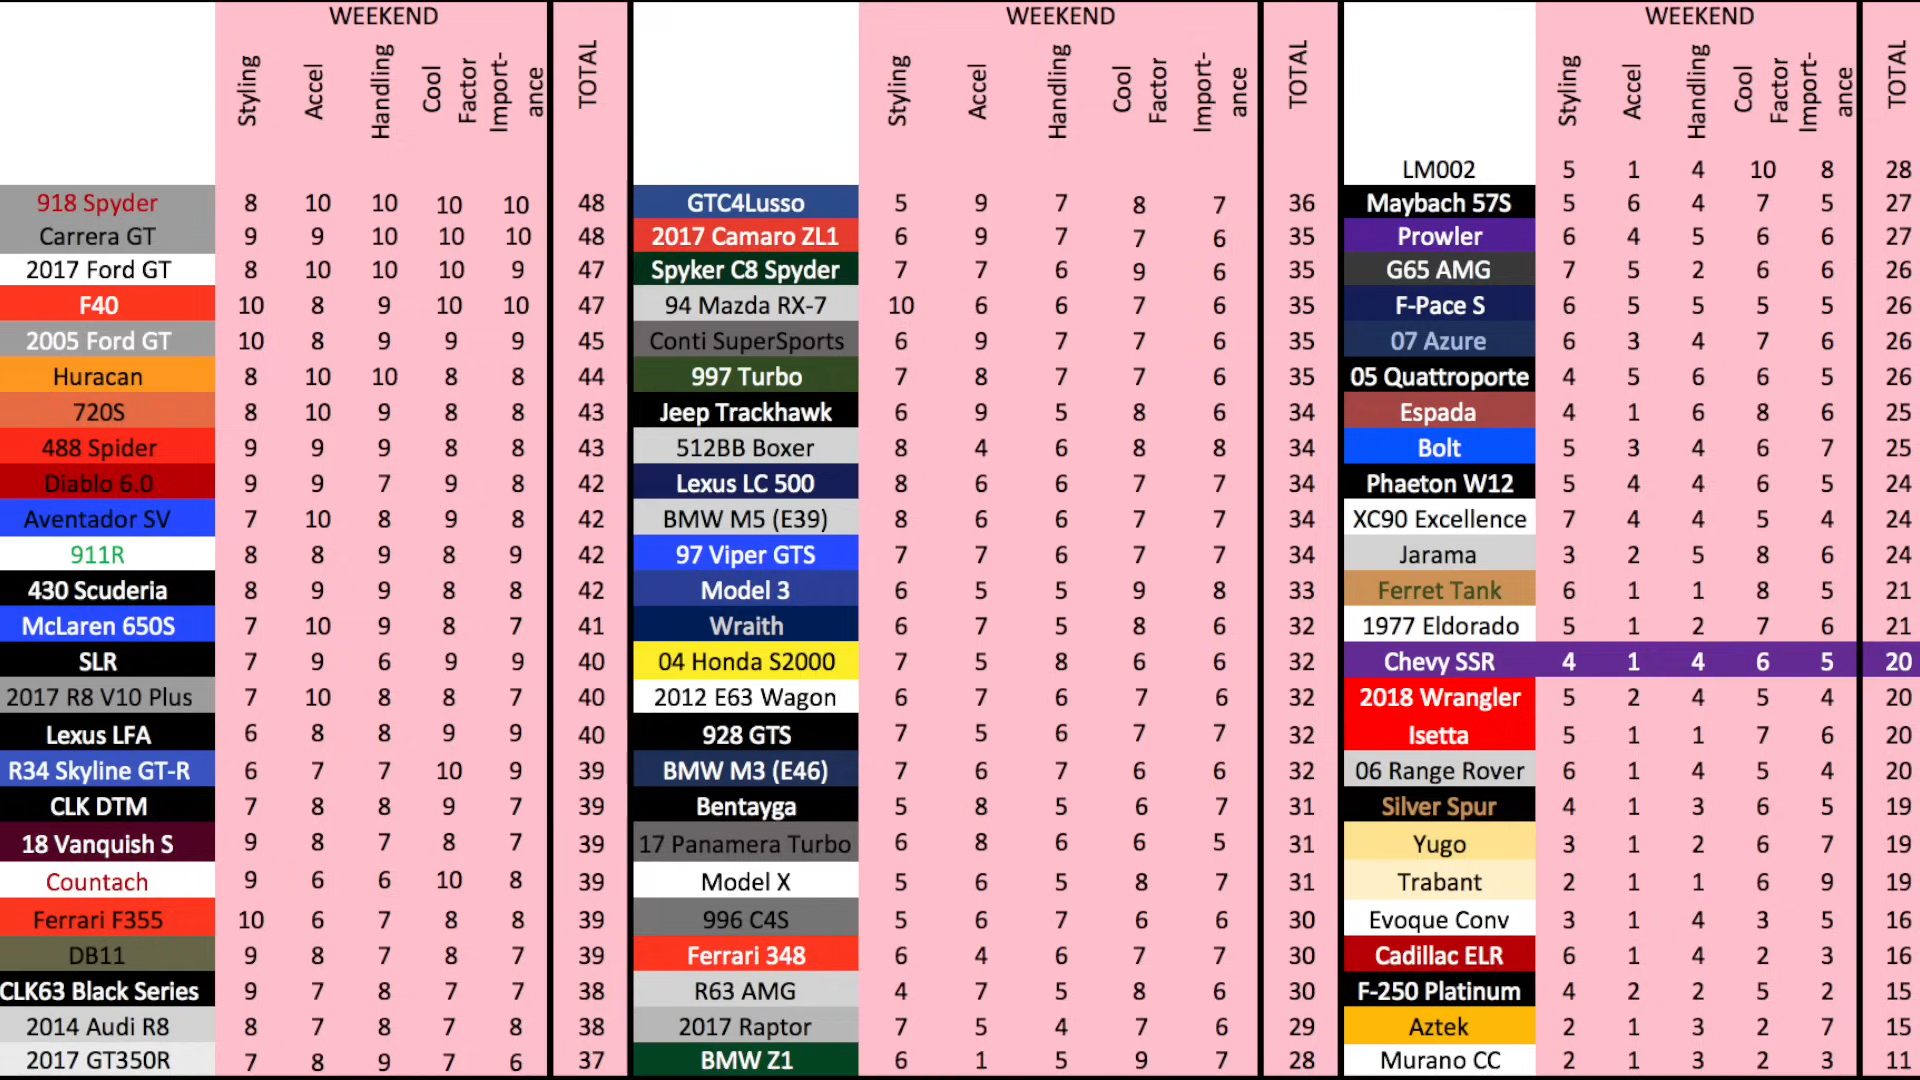 WEEKEND
Styling Accel Handling Cool Factor Import-ance TOTAL
918 Spyder 8 10 10 10 10 48
Carrera GT 9 9 10 10 10 48
2017 Ford GT 8 10 10 10 9 47
F40 10 8 9 10 10 47
2005 Ford GT 10 8 9 9 9 45
Huracan 8 10 10 8 8 44
720S 8 10 9 8 8 43
488 Spider 9 9 9 8 8 43
Diablo 6.0 9 9 7 9 8 42
Aventador SV 7 10 8 9 8 42
911R 8 8 9 8 9 42
430 Scuderia 8 9 9 8 8 42
McLaren 650S 7 10 9 8 7 41
SLR 7 9 6 9 9 40
2017 R8 V10 Plus 7 10 8 8 7 40
Lexus LFA 6 8 8 9 9 40
R34 Skyline GT-R 6 7 7 10 9 39
CLK DTM 7 8 8 9 7 39
18 Vanquish S 9 8 7 8 7 39
Countach 9 6 6 10 8 39
Ferrari F355 10 6 7 8 8 39
DB11 9 8 7 8 7 39
CLK63 Black Series 9 7 8 7 7 38
2014 Audi R8 8 7 8 7 8 38
2017 GT350R 7 8 9 7 6 37
WEEKEND
Styling Accel Handling Cool Factor Import-ance TOTAL
GTC4Lusso 5 9 7 8 7 36
2017 Camaro ZL1 6 9 7 7 6 35
Spyker C8 Spyder 7 7 6 9 6 35
94 Mazda RX-7 10 6 6 7 6 35
Conti SuperSports 6 9 7 7 6 35
997 Turbo 7 8 7 7 6 35
Jeep Trackhawk 6 9 5 8 6 34
512BB Boxer 8 4 6 8 8 34
Lexus LC 500 8 6 6 7 7 34
BMW M5 (E39) 8 6 6 7 7 34
97 Viper GTS 7 7 6 7 7 34
Model 3 6 5 5 9 8 33
Wraith 6 7 5 8 6 32
04 Honda S2000 7 5 8 6 6 32
2012 E63 Wagon 6 7 6 7 6 32
928 GTS 7 5 6 7 7 32
BMW M3 (E46) 7 6 7 6 6 32
Bentayga 5 8 5 6 7 31
17 Panamera Turbo 6 8 6 6 5 31
Model X 5 6 5 8 7 31
996 C4S 5 6 7 6 6 30
Ferrari 348 6 4 6 7 7 30
R63 AMG 4 7 5 8 6 30
2017 Raptor 7 5 4 7 6 29
BMW Z1 6 1 5 9 7 28
WEEKEND
Styling Accel Handling Cool Factor Import-ance TOTAL
LM002 5 1 4 10 8 28
Maybach 57S 5 6 4 7 5 27
Prowler 6 4 5 6 6 27
G65 AMG 7 5 2 6 6 26
F-Pace S 6 5 5 5 5 26
07 Azure 6 3 4 7 6 26
05 Quattroporte 4 5 6 6 5 26
Espada 4 1 6 8 6 25
Bolt 5 3 4 6 7 25
Phaeton W12 5 4 4 6 5 24
XC90 Excellence 7 4 4 5 4 24
Jarama 3 2 5 8 6 24
Ferret Tank 6 1 1 8 5 21
1977 Eldorado 5 1 2 7 6 21
Chevy SSR 4 1 4 6 5 20
2018 Wrangler 5 2 4 5 4 20
Isetta 5 1 1 7 6 20
06 Range Rover 6 1 4 5 4 20
Silver Spur 4 1 3 6 5 19
Yugo 3 1 2 6 7 19
Trabant 2 1 1 6 9 19
Evoque Conv 3 1 4 3 5 16
Cadillac ELR 6 1 4 2 3 16
F-250 Platinum 4 2 2 5 2 15
Aztek 2 1 3 2 7 15
Murano CC 2 1 3 2 3 11